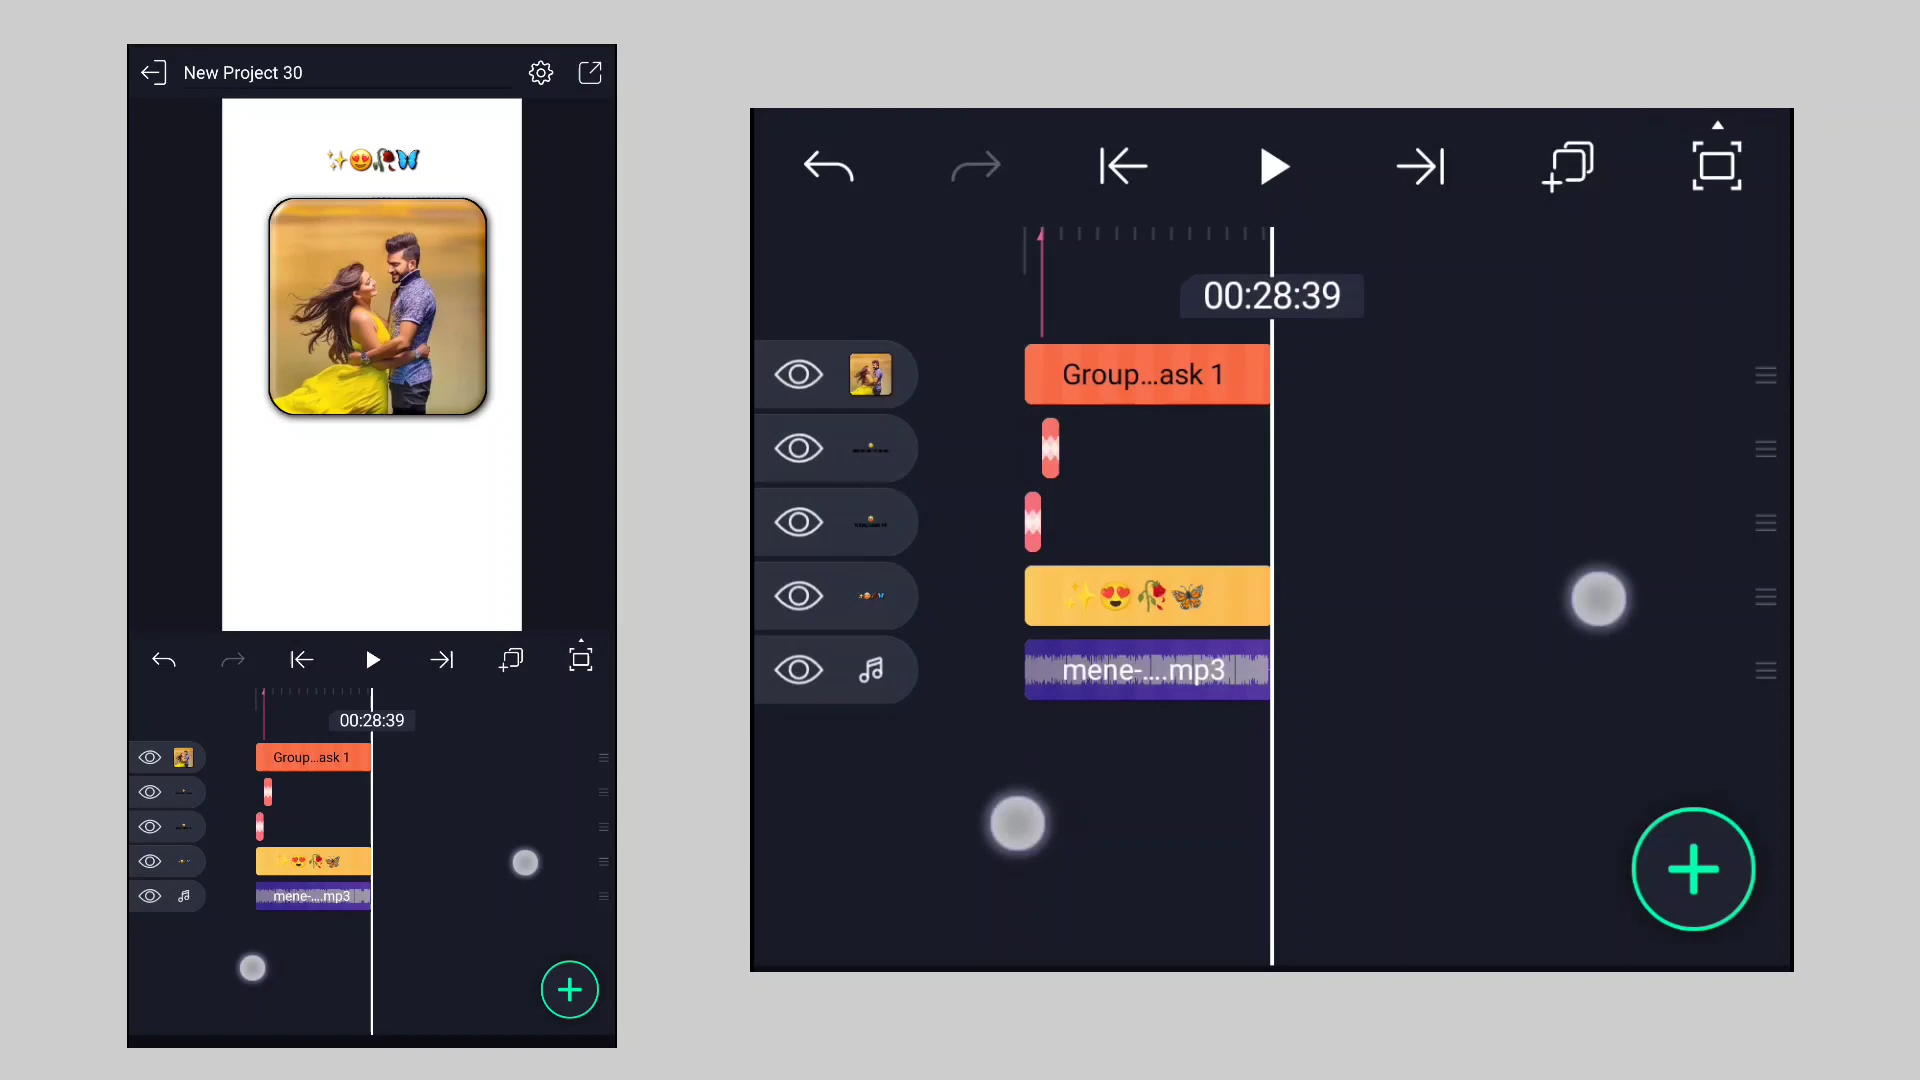 New Project 30
✨😍🥀🦋
00:28:39
Group...ask 1
✨😍🥀🦋
mene-....mp3
00:28:39
Group...ask 1
✨😍🥀🦋
mene-....mp3